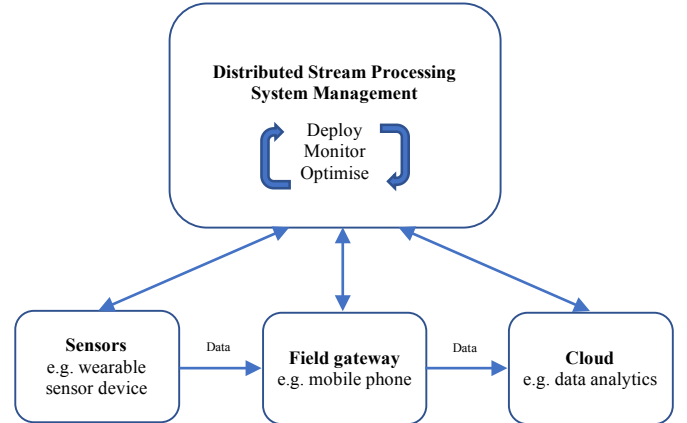 Distributed Stream Processing
System Management
Deploy
Monitor
Optimise
Sensors
e.g. wearable
sensor device
Data
Field gateway
e.g. mobile phone
Data
Cloud
e.g. data analytics